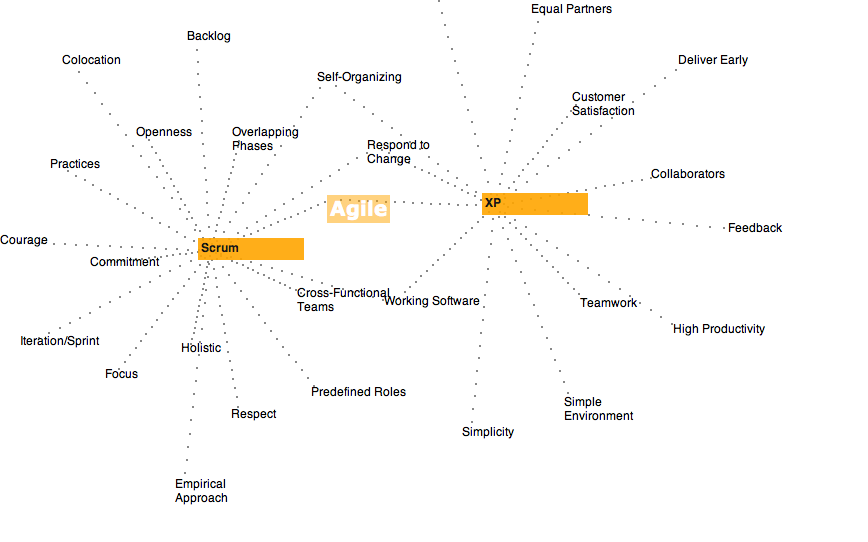 Equal Partners
Backlog
Colocation
Deliver Early
Self-Organizing
Customer
Satisfaction
Openness
Overlapping
Phases
Respond to
Change
Practices
Collaborators
XP
Agile
Feedback
Courage
Scrum
Commitment
Cross-Functional
Teams
Working Software
Teamwork
High Productivity
Iteration/Sprint
Holistic
Focus
Predefined Roles
Simple
Environment
Respect
Simplicity
Empirical
Approach